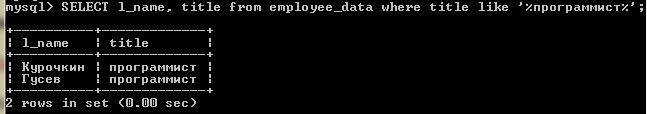 mysql> SELECT l_name, title from employee_data where title like '%программист%';
+----------+-------------+
| l_name   | title       |
+----------+-------------+
| Курочкин | программист |
| Гусев    | программист |
+----------+-------------+
2 rows in set (0.00 sec)